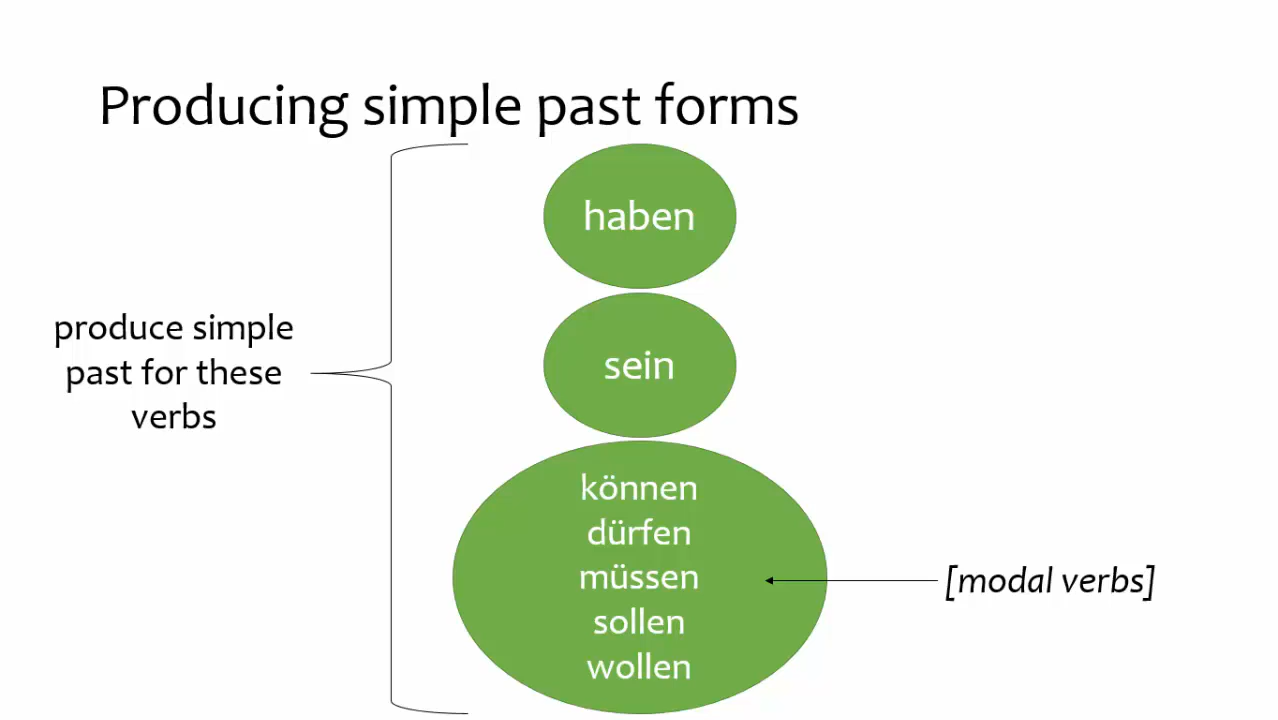 Producing simple past forms
haben
produce simple
past for these
verbs
sein
können
dürfen
müssen
sollen
wollen
[modal verbs]